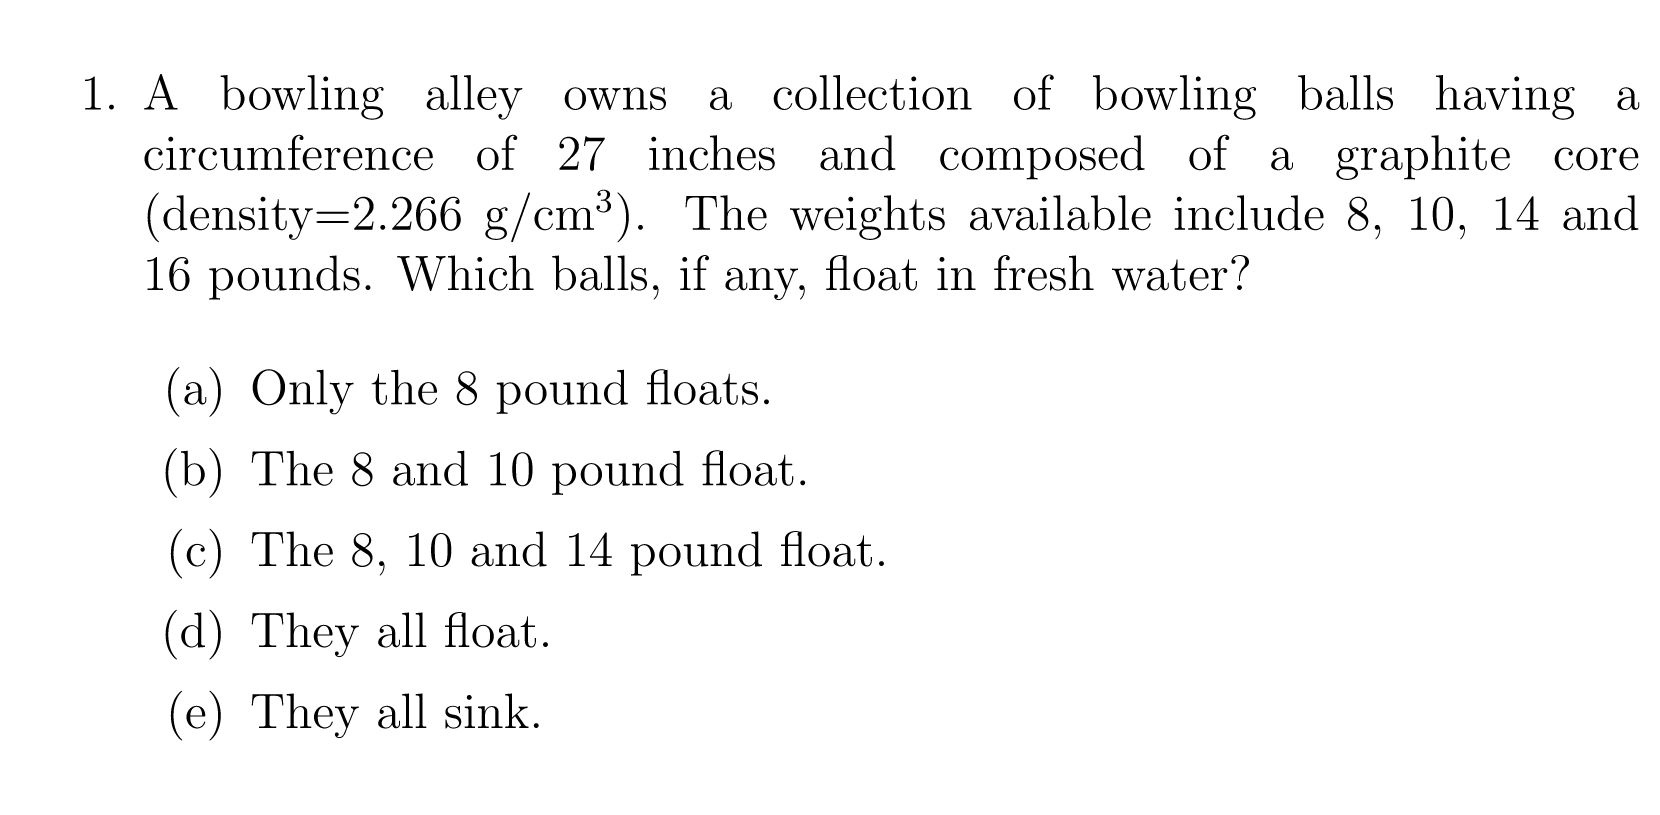 1. A bowling alley owns a collection of bowling balls having a
circumference of 27 inches and composed of a graphite core
(density=2.266 g/cm³). The weights available include 8, 10, 14 and
16 pounds. Which balls, if any, float in fresh water?
(a) Only the 8 pound floats.
(b) The 8 and 10 pound float.
(c) The 8, 10 and 14 pound float.
(d) They all float.
(e) They all sink.